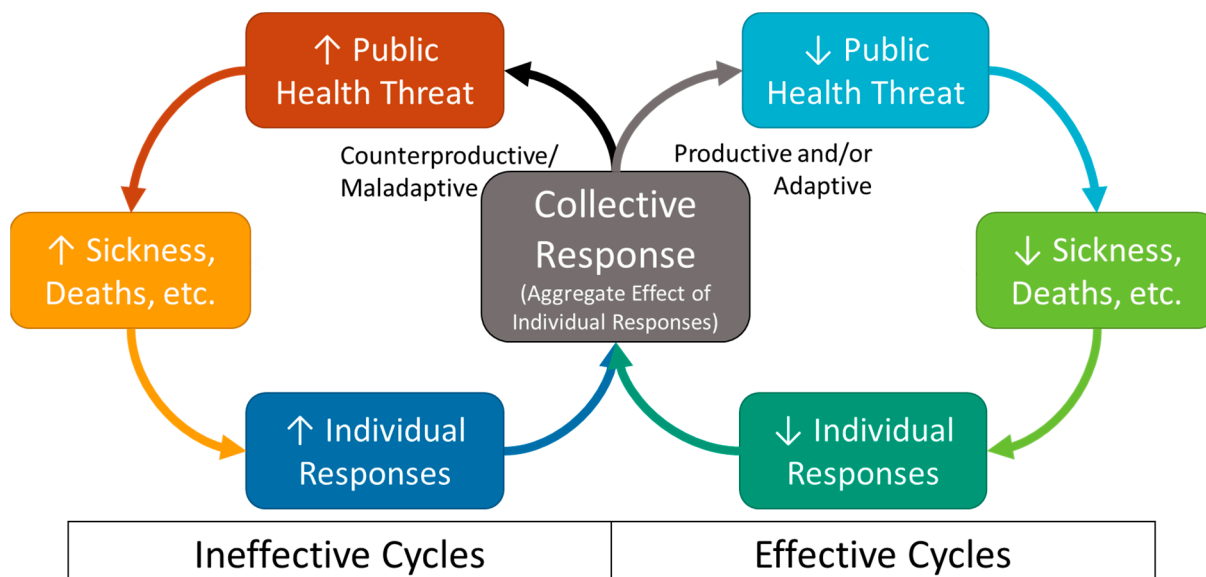 ↑ Public
Health Threat
↓ Public
Health Threat
Counterproductive/
Maladaptive
Productive and/or
Adaptive
Collective
Response
(Aggregate Effect of
Individual Responses)
↑ Sickness,
Deaths, etc.
↓ Sickness,
Deaths, etc.
↑ Individual
Responses
↓ Individual
Responses
Ineffective Cycles
Effective Cycles